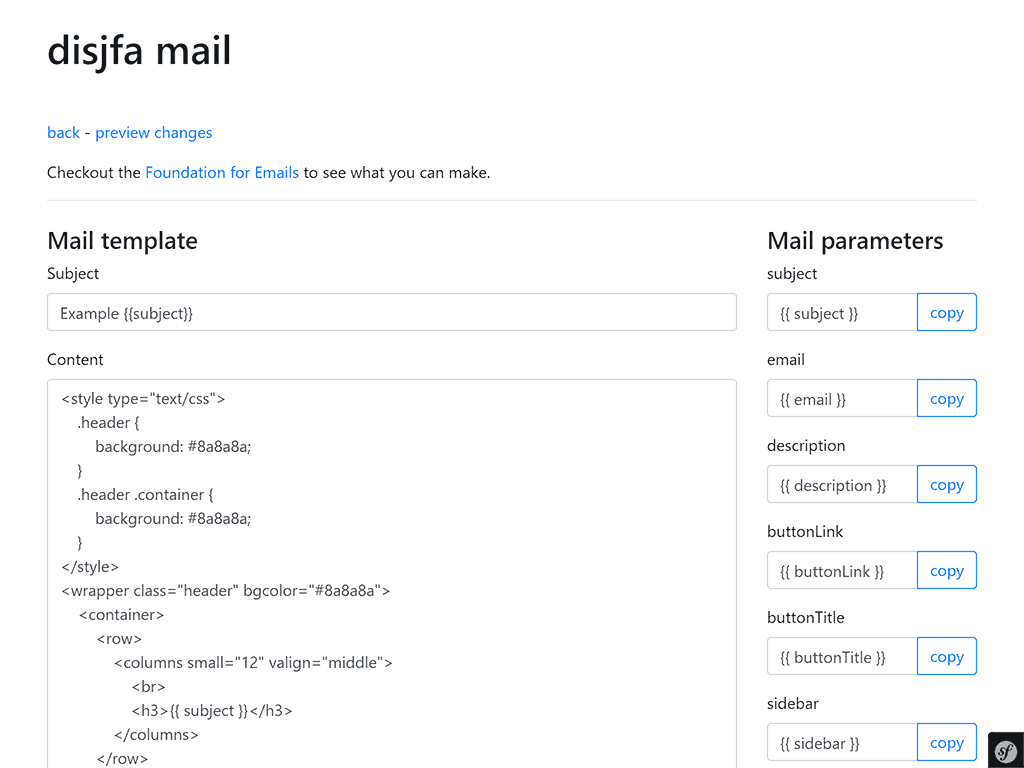 disjfa mail
back - preview changes
Checkout the Foundation for Emails to see what you can make.
Mail template
Subject
Example {{subject}}
Content
<style type="text/css">
.header {
background: #8a8a8a;
}
.header .container {
background: #8a8a8a;
}
</style>
<wrapper class="header" bgcolor="#8a8a8a">
<container>
<row>
<columns small="12" valign="middle">
<br>
<h3>{{ subject }}</h3>
</columns>
</row>
Mail parameters
subject
{{ subject }} copy
email
{{ email }} copy
description
{{ description }} copy
buttonLink
{{ buttonLink }} copy
buttonTitle
{{ buttonTitle }} copy
sidebar
{{ sidebar }} copy
sf